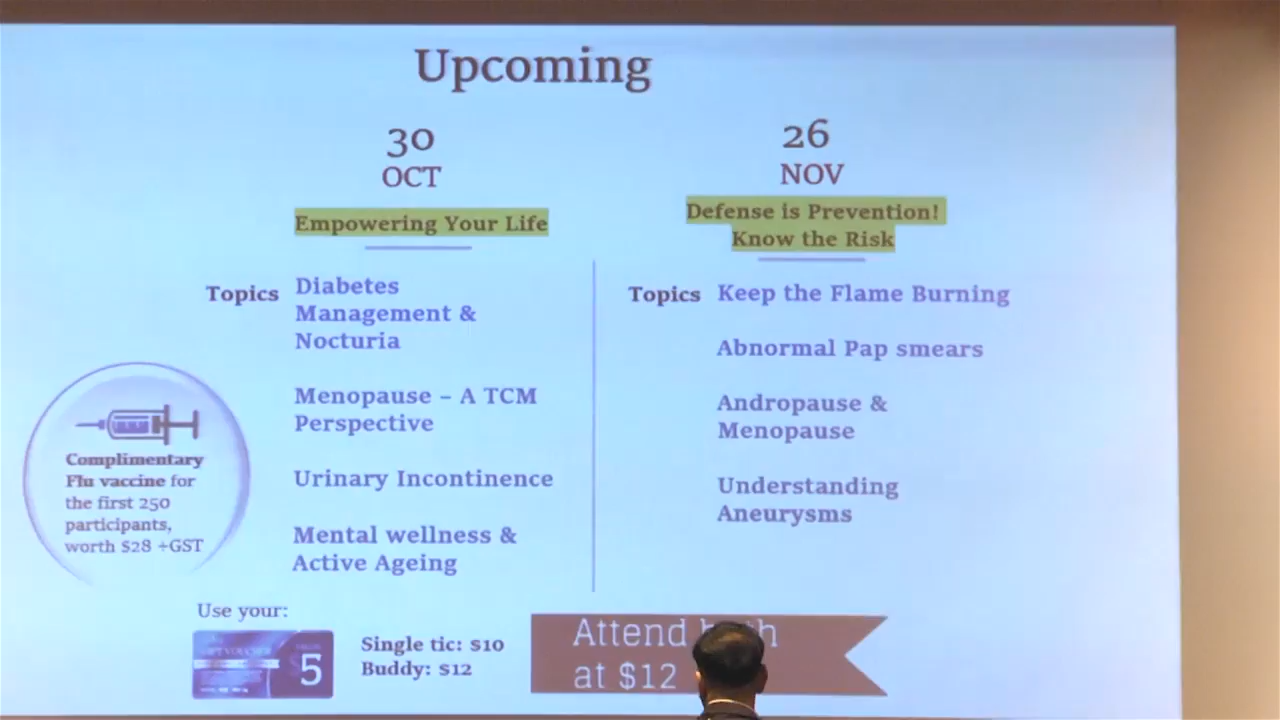 Upcoming
30
OCT
Empowering Your Life
Topics
Diabetes
Management &
Nocturia
Menopause – A TCM
Perspective
Urinary Incontinence
Mental wellness &
Active Ageing
26
NOV
Defense is Prevention!
Know the Risk
Topics
Keep the Flame Burning
Abnormal Pap smears
Andropause &
Menopause
Understanding
Aneurysms
Complimentary
Flu vaccine for
the first 250
participants,
worth $28 +GST
Use your:
GIFT VOUCHER
5
Single tic: $10
Buddy: $12
Attend
at $12